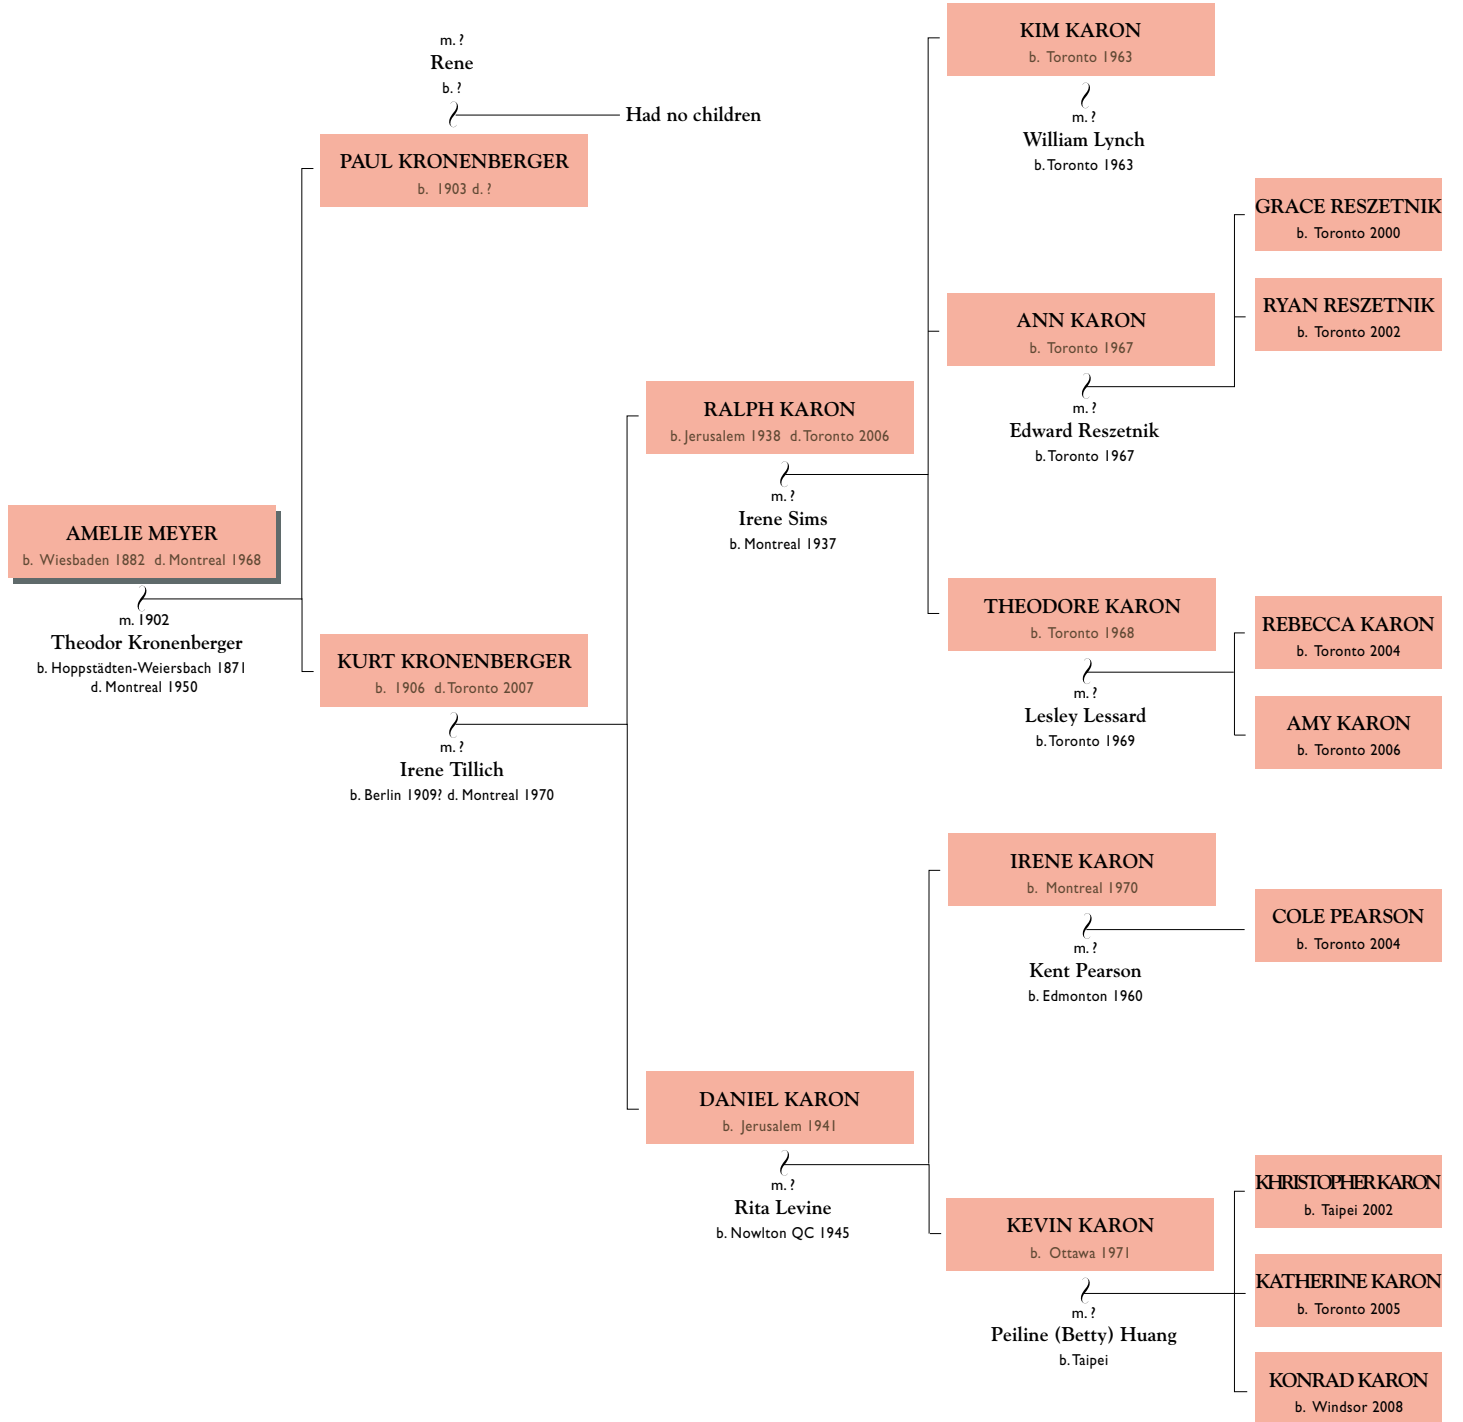 m. ?
Rene
b. ?
Had no children
PAUL KRONENBERGER
b. 1903 d. ?
AMELIE MEYER
b. Wiesbaden 1882 d. Montreal 1968
m. 1902
Theodor Kronenberger
b. Hoppstädten-Weiersbach 1871
d. Montreal 1950
KURT KRONENBERGER
b. 1906 d. Toronto 2007
m. ?
Irene Tillich
b. Berlin 1909? d. Montreal 1970
RALPH KARON
b. Jerusalem 1938 d. Toronto 2006
m. ?
Irene Sims
b. Montreal 1937
DANIEL KARON
b. Jerusalem 1941
m. ?
Rita Levine
b. Nowlton QC 1945
KIM KARON
b. Toronto 1963
m. ?
William Lynch
b. Toronto 1963
ANN KARON
b. Toronto 1967
m. ?
Edward Reszetnik
b. Toronto 1967
THEODORE KARON
b. Toronto 1968
m. ?
Lesley Lessard
b. Toronto 1969
IRENE KARON
b. Montreal 1970
m. ?
Kent Pearson
b. Edmonton 1960
KEVIN KARON
b. Ottawa 1971
m. ?
Peiline (Betty) Huang
b. Taipei
GRACE RESZETNIK
b. Toronto 2000
RYAN RESZETNIK
b. Toronto 2002
REBECCA KARON
b. Toronto 2004
AMY KARON
b. Toronto 2006
COLE PEARSON
b. Toronto 2004
KHRISTOPHER KARON
b. Taipei 2002
KATHERINE KARON
b. Toronto 2005
KONRAD KARON
b. Windsor 2008